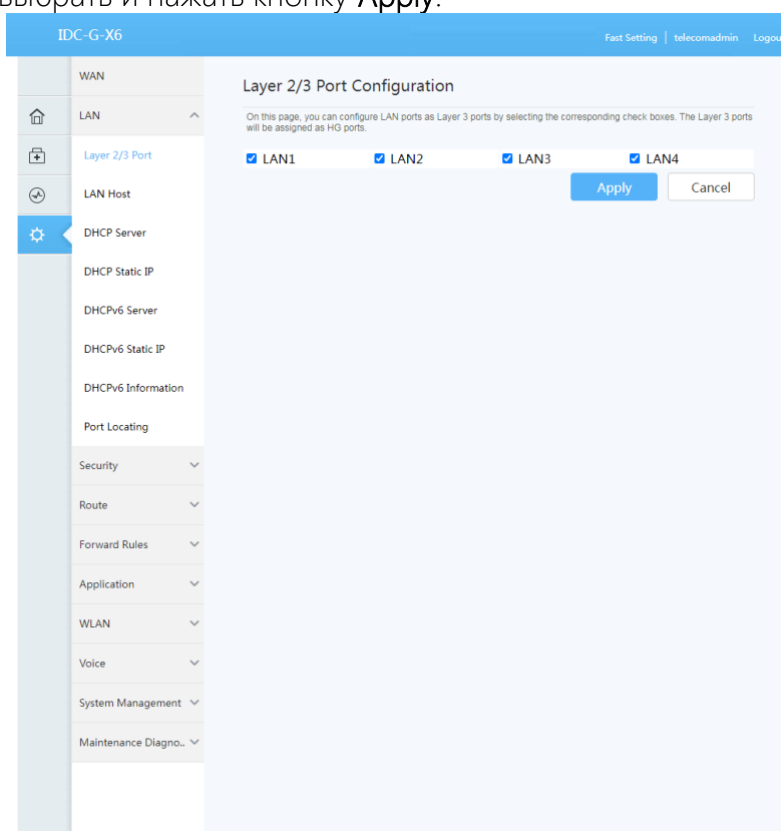 выбрать и нажать кнопку Apply.
IDC-G-X6
Fast Setting | telecomadmin Logou
WAN
LAN
Layer 2/3 Port
LAN Host
DHCP Server
DHCP Static IP
DHCPv6 Server
DHCPv6 Static IP
DHCPv6 Information
Port Locating
Security
Route
Forward Rules
Application
WLAN
Voice
System Management
Maintenance Diagno..
Layer 2/3 Port Configuration
On this page, you can configure LAN ports as Layer 3 ports by selecting the corresponding check boxes. The Layer 3 ports
will be assigned as HG ports.
LAN1 LAN2 LAN3 LAN4
Apply Cancel